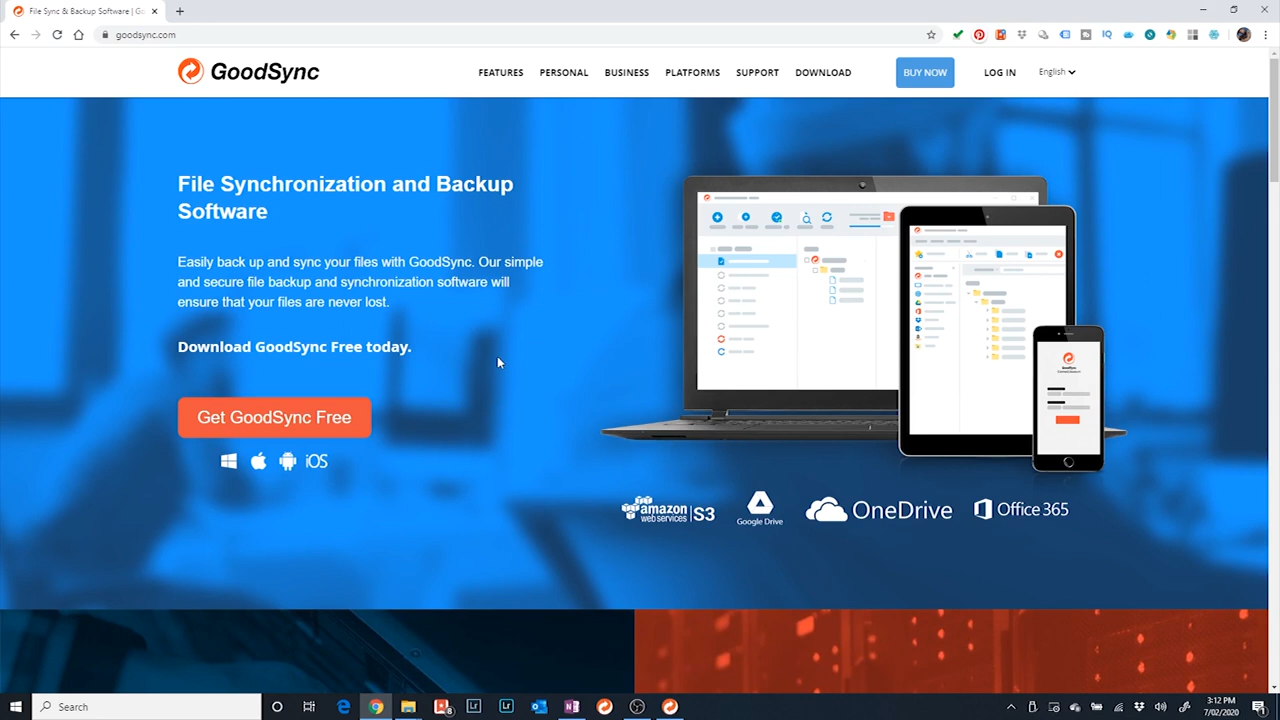 File Sync & Backup Software | Go
goodsync.com
GoodSync
FEATURES PERSONAL BUSINESS PLATFORMS SUPPORT DOWNLOAD BUY NOW LOG IN English
File Synchronization and Backup
Software
Easily back up and sync your files with GoodSync. Our simple
and secure file backup and synchronization software will
ensure that your files are never lost.
Download GoodSync Free today.
Get GoodSync Free
iOS
GoodSync
amazon
web services | S3
Google Drive
OneDrive
Office 365
Search
8
3:12 PM
7/02/2020
1